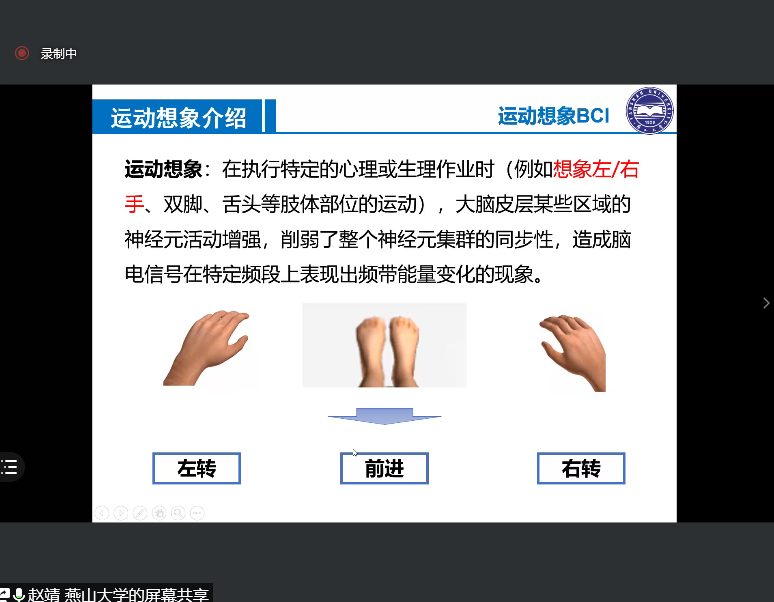 录制中
运动想象介绍
运动想象BCI
运动想象：在执行特定的心理或生理作业时（例如想象左/右
手、双脚、舌头等肢体部位的运动），大脑皮层某些区域的
神经元活动增强，削弱了整个神经元集群的同步性，造成脑
电信号在特定频段上表现出频带能量变化的现象。
左转
前进
右转
赵靖 燕山大学的屏幕共享